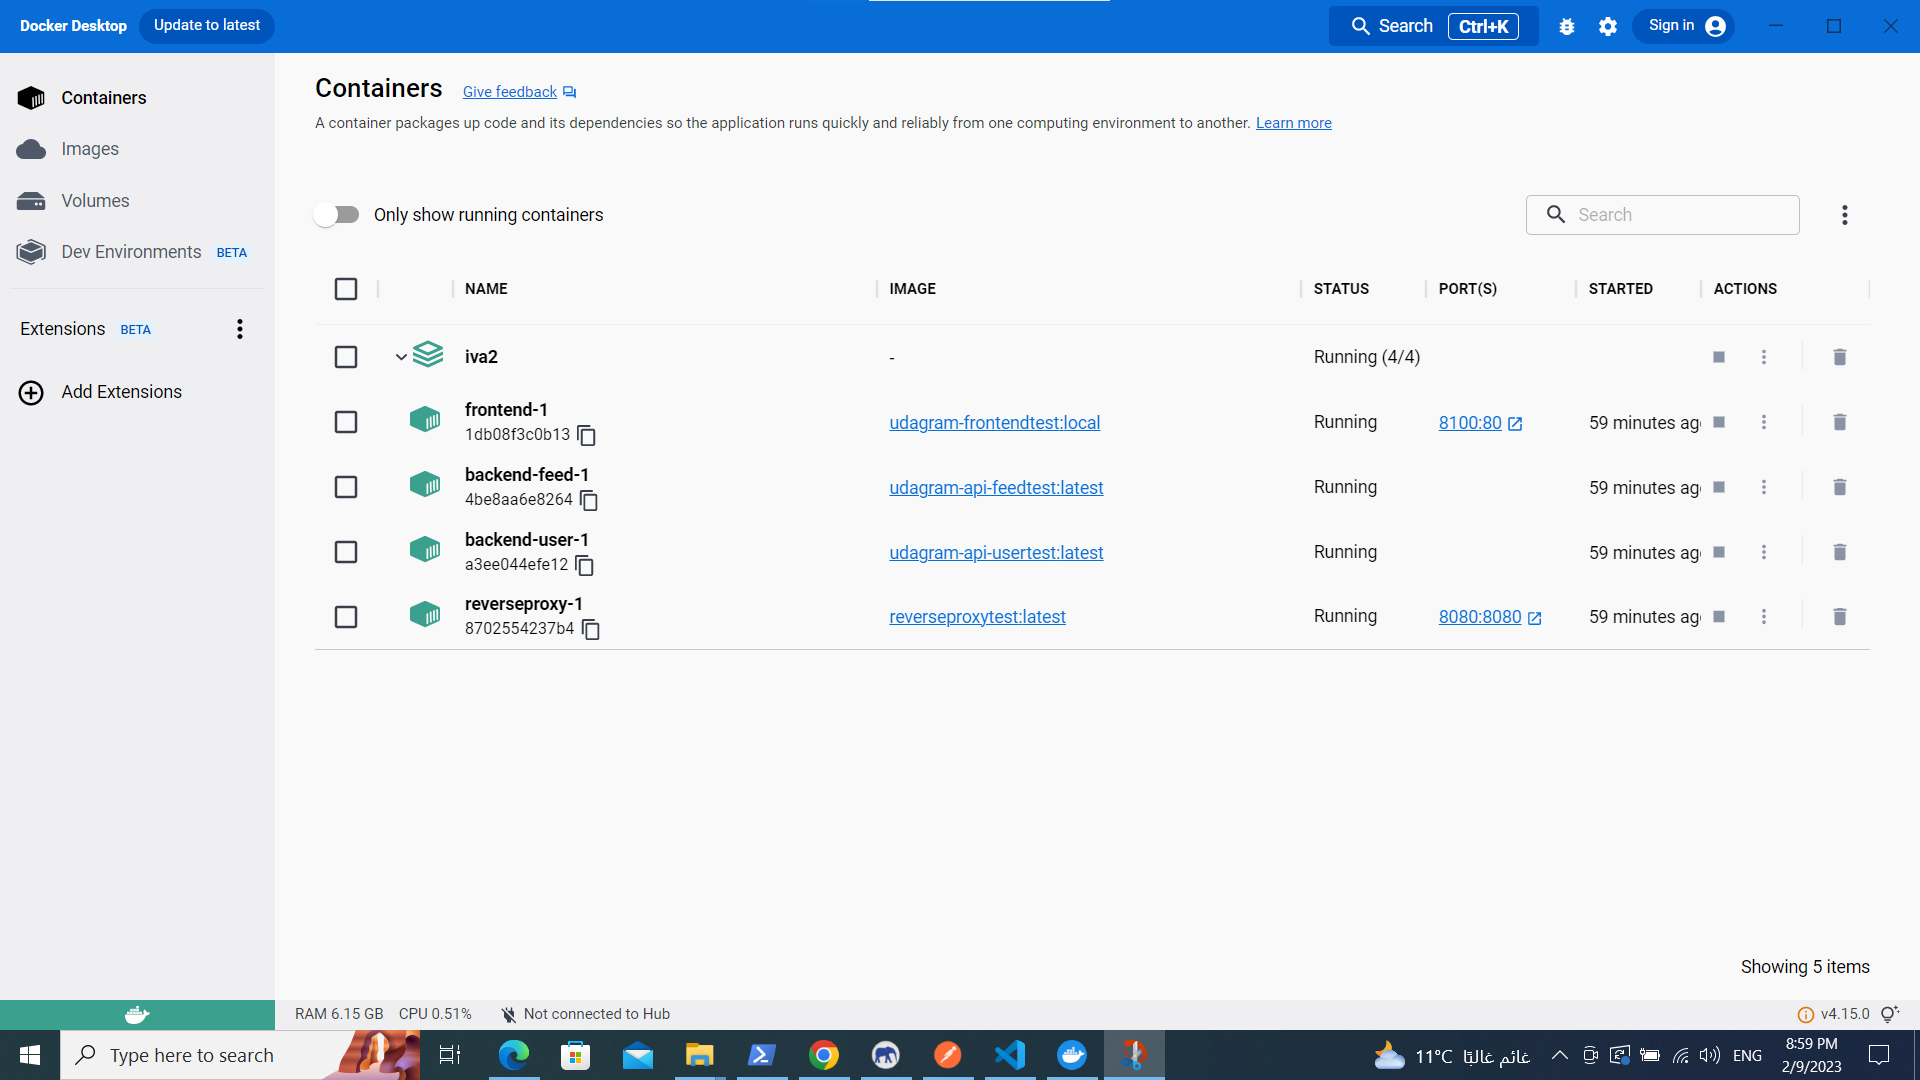 Docker Desktop Update to latest Search Ctrl+K Sign in
Containers
Images
Volumes
Dev Environments BETA
Extensions BETA
Add Extensions
Containers Give feedback
A container packages up code and its dependencies so the application runs quickly and reliably from one computing environment to another. Learn more
Only show running containers Search
NAME IMAGE STATUS PORT(S) STARTED ACTIONS
iva2 - Running (4/4)
frontend-1
1db08f3c0b13 udagram-frontendtest:local Running 8100:80 59 minutes ag
backend-feed-1
4be8aa6e8264 udagram-api-feedtest:latest Running 59 minutes ag
backend-user-1
a3ee044efe12 udagram-api-usertest:latest Running 59 minutes ag
reverseproxy-1
8702554237b4 reverseproxytest:latest Running 8080:8080 59 minutes ag
Showing 5 items
RAM 6.15 GB CPU 0.51% Not connected to Hub v4.15.0
Type here to search 11°C غائم غالبًا ENG 8:59 PM
2/9/2023